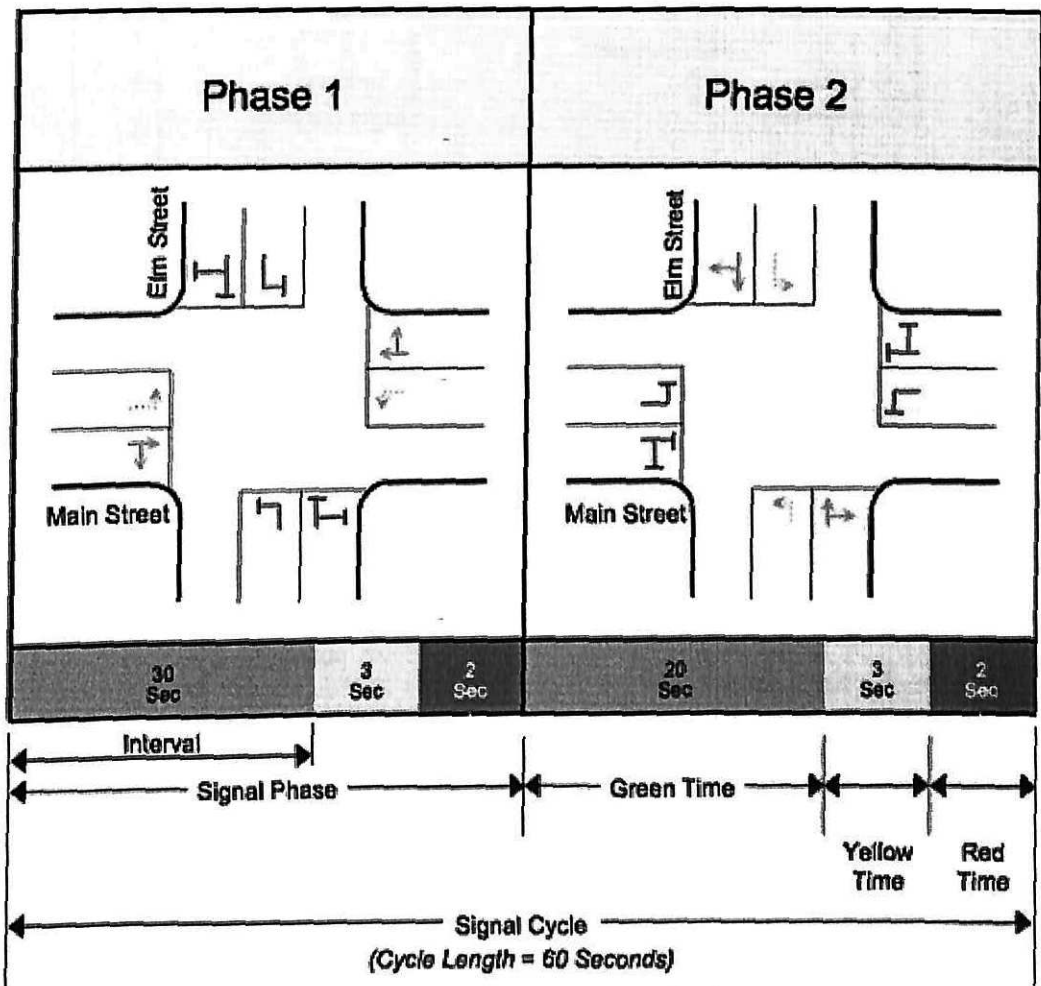 Phase 1
Phase 2
Elm Street
Elm Street
Main Street
Main Street
30
Sec
3
Sec
2
Sec
20
Sec
3
Sec
2
Sec
Interval
Signal Phase
Green Time
Yellow
Time
Red
Time
Signal Cycle
(Cycle Length = 60 Seconds)